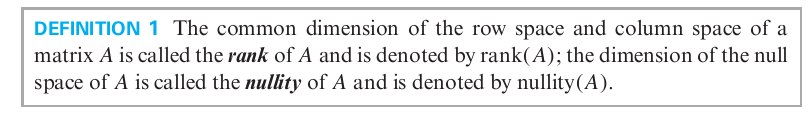 DEFINITION 1 The common dimension of the row space and column space of a
matrix A is called the rank of A and is denoted by rank(A); the dimension of the null
space of A is called the nullity of A and is denoted by nullity(A).